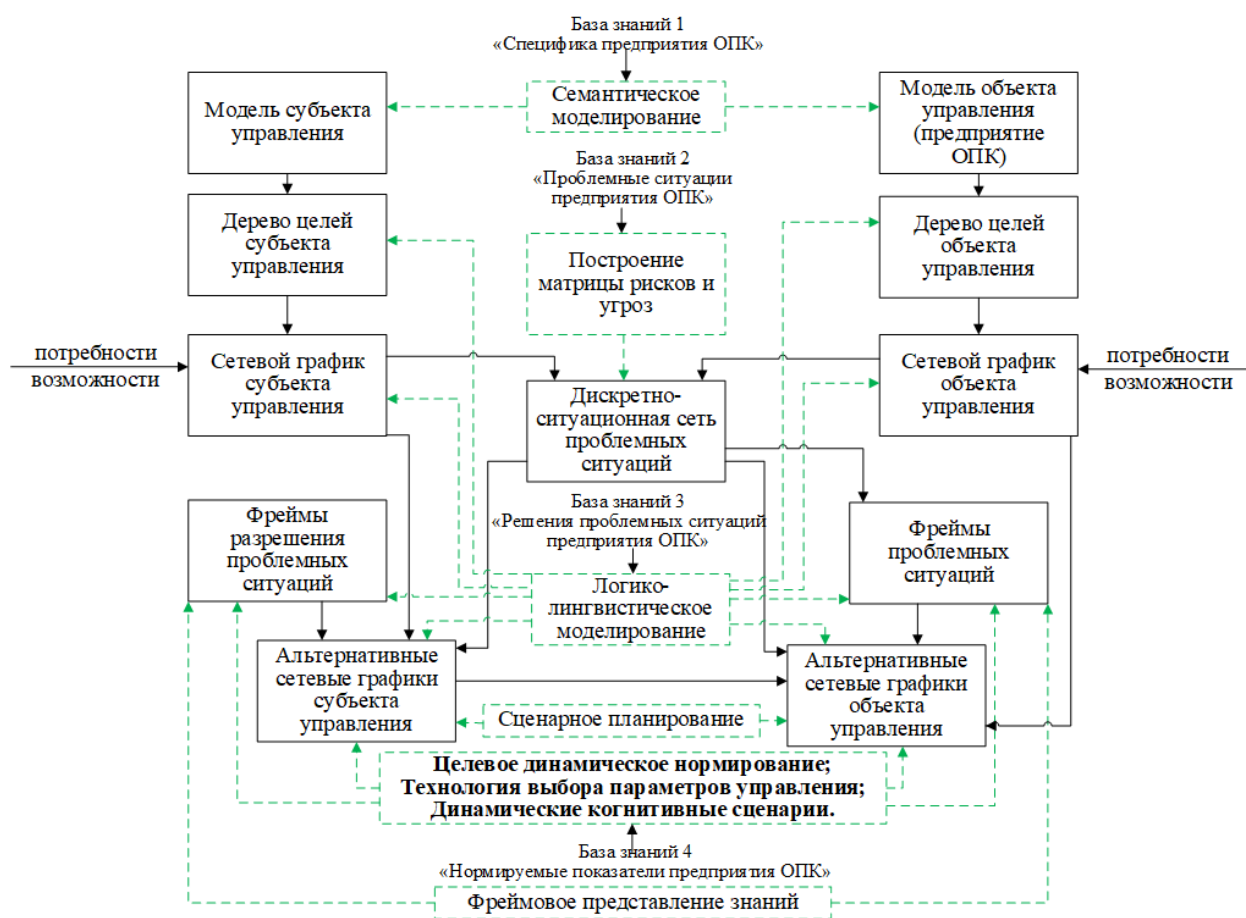 База знаний 1
«Специфика предприятия ОПК»
Модель субъекта
управления
Семантическое
моделирование
Модель объекта
управления
(предприятие
ОПК)
База знаний 2
«Проблемные ситуации
предприятия ОПК»
Дерево целей
субъекта
управления
Построение
матрицы рисков и
угроз
Дерево целей
объекта
управления
потребности
возможности
Сетевой график
субъекта
управления
Сетевой график
объекта
управления
потребности
возможности
Дискретно-
ситуационная сеть
проблемных
ситуаций
База знаний 3
«Решения проблемных ситуаций
предприятия ОПК»
Фреймы
разрешения
проблемных
ситуаций
Логико-
лингвистическое
моделирование
Фреймы
проблемных
ситуаций
Альтернативные
сетевые графики
субъекта
управления
Сценарное планирование
Альтернативные
сетевые графики
объекта
управления
Целевое динамическое нормирование;
Технология выбора параметров управления;
Динамические когнитивные сценарии.
База знаний 4
«Нормируемые показатели предприятия ОПК»
Фреймовое представление знаний